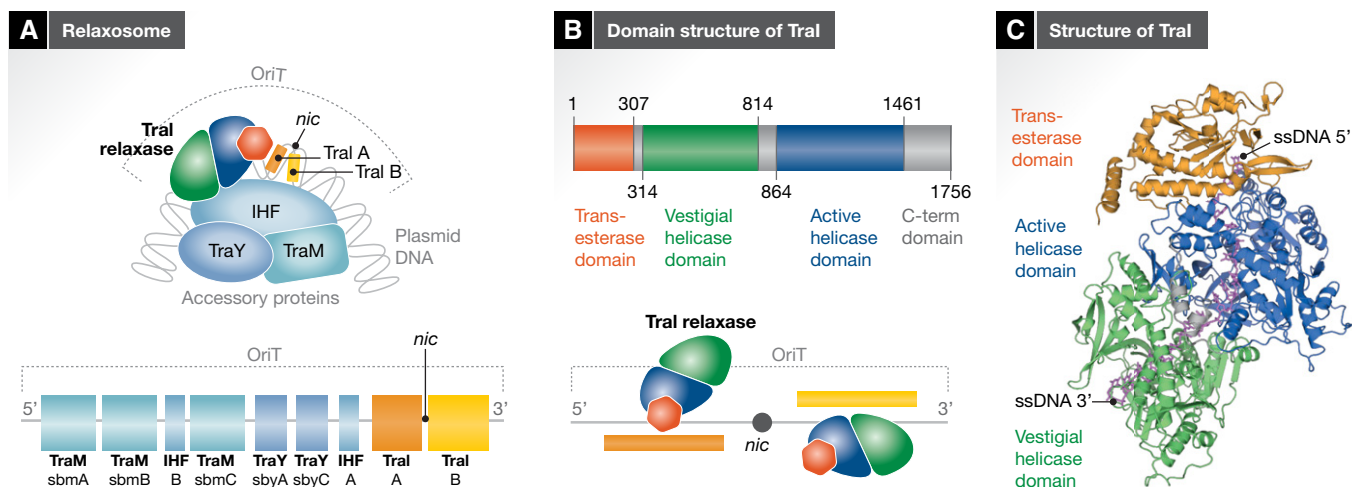 A Relaxosome
OriT
nic
TraI
relaxase
TraI A
TraI B
IHF
TraY
TraM
Plasmid
DNA
Accessory proteins
OriT
nic
5’
3’
TraM
sbmA
TraM
sbmB
IHF
B
TraM
sbmC
TraY
sbyA
TraY
sbyC
IHF
A
TraI
A
TraI
B
B Domain structure of TraI
1 307 814 1461
314 864 1756
Trans-
esterase
domain
Vestigial
helicase
domain
Active
helicase
domain
C-term
domain
TraI relaxase
OriT
5’
3’
nic
C Structure of TraI
Trans-
esterase
domain
ssDNA 5’
Active
helicase
domain
ssDNA 3’
Vestigial
helicase
domain